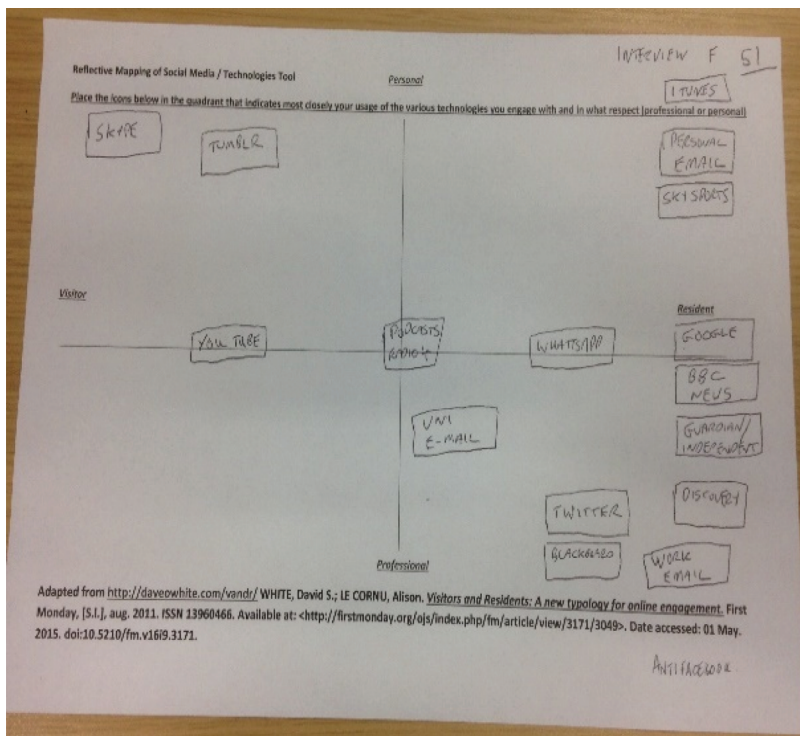 INTERVIEW F 51
Reflective Mapping of Social Media / Technologies Tool
Personal
ITUNES
Place the icons below in the quadrant that indicates most closely your usage of the various technologies you engage with and in what respect (professional or personal)
SKYPE
TUMBLR
PERSONAL
EMAIL
SKY SPORTS
Visitor
Resident
YOU TUBE
PODCASTS
RADIO 4
WHATTSAPP
GOOGLE
BBC
NEWS
UNI
E-MAIL
GUARDIAN/
INDEPENDENT
TWITTER
DISCOVERY
BLACKBOARD
WORK
EMAIL
Professional
Adapted from http://daveowhite.com/vandr/ WHITE, David S.; LE CORNU, Alison. Visitors and Residents: A new typology for online engagement. First
Monday, [S.l.], aug. 2011. ISSN 13960466. Available at: <http://firstmonday.org/ojs/index.php/fm/article/view/3171/3049>. Date accessed: 01 May.
2015. doi:10.5210/fm.v16i9.3171.
ANTIFACEBOOK